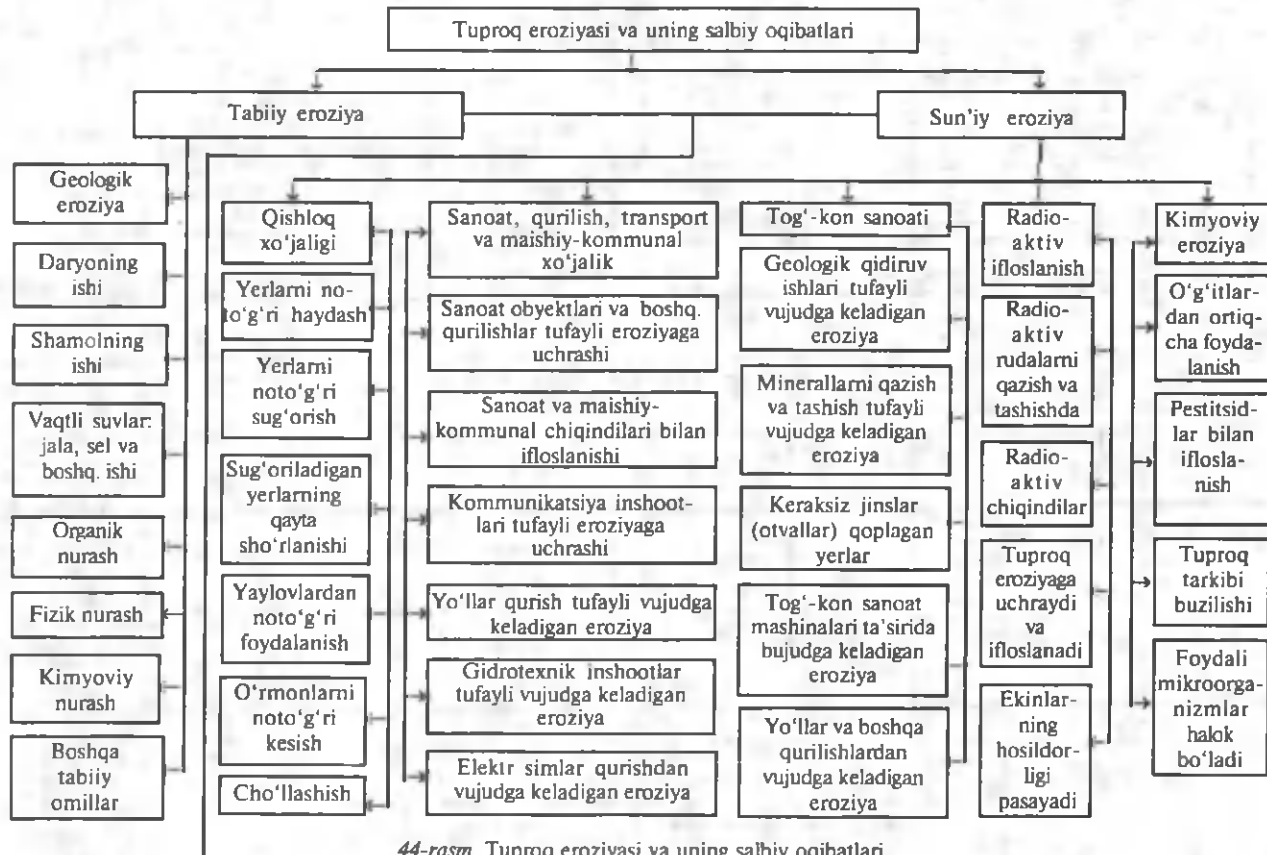 Tuproq eroziyasi va uning salbiy oqibatlari
Tabiiy eroziya
Sun'iy eroziya
Geologik
eroziya
Daryoning
ishi
Shamolning
ishi
Vaqtli suvlar:
jala, sel va
boshq. ishi
Organik
nurash
Fizik nurash
Kimyoviy
nurash
Boshqa
tabiiy
omillar
Qishloq
xo'jaligi
Yerlarni no-
to'g'ri haydash
Yerlarni
noto'g'ri
sug'orish
Sug'oriladigan
yerlarning
qayta
sho'rlanishi
Yaylovlardan
noto'g'ri
foydalanish
O'rmonlarni
noto'g'ri
kesish
Cho'llashish
Sanoat, qurilish, transport
va maishiy-kommunal
xo'jalik
Sanoat obyektlari va boshq.
qurilishlar tufayli eroziyaga
uchrashi
Sanoat va maishiy-
kommunal chiqindilari bilan
ifloslanishi
Kommunikatsiya inshoot-
lari tufayli eroziyaga
uchrashi
Yo'llar qurish tufayli vujudga
keladigan eroziya
Gidrotexnik inshootlar
tufayli vujudga keladigan
eroziya
Elektr simlar qurishdan
vujudga keladigan eroziya
Tog'-kon sanoati
Geologik qidiruv
ishlari tufayli
vujudga keladigan
eroziya
Minerallarni qazish
va tashish tufayli
vujudga keladigan
eroziya
Keraksiz jinslar
(otvallar) qoplagan
yerlar
Tog'-kon sanoat
mashinalari ta'sirida
bujudga keladigan
eroziya
Yo'llar va boshqa
qurilishlardan
vujudga keladigan
eroziya
Radio-
aktiv
ifloslanish
Radio-
aktiv
rudalarni
qazish va
tashishda
Radio-
aktiv
chiqindilar
Tuproq
eroziyaga
uchraydi
va
ifloslanadi
Ekinlar-
ning
hosildor-
ligi
pasayadi
Kimyoviy
eroziya
O'g'itlar-
dan ortiq-
cha foyda-
lanish
Pestitsid-
lar bilan
ifloсla-
nish
Tuproq
tarkibi
buzilishi
Foydali
mikroorga-
nizmlar
halok
bo'ladi
44-rasm. Tuproq eroziyasi va uning salbiy oqibatlari